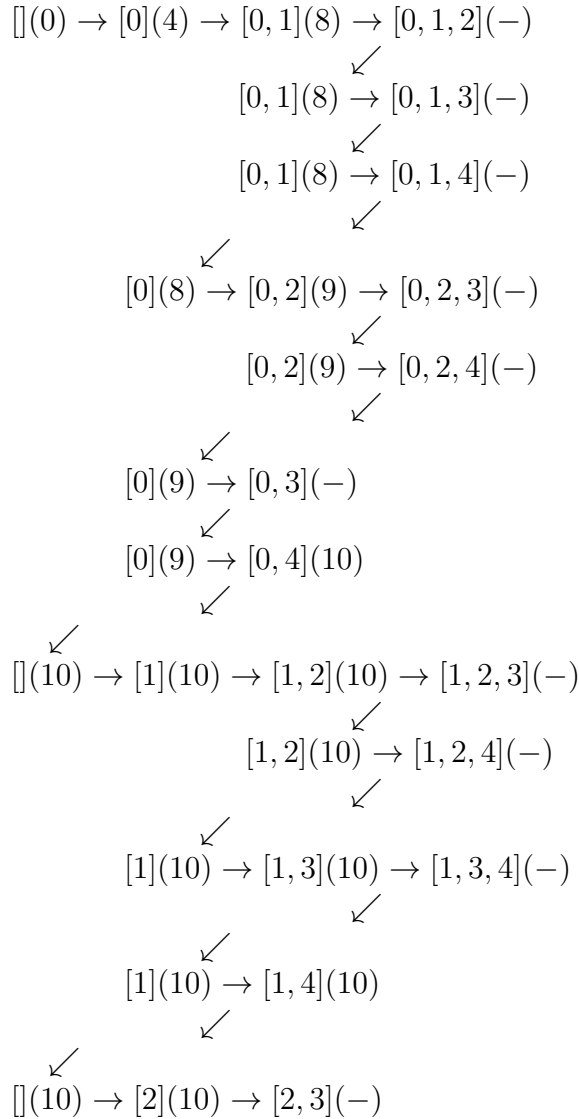 [](0) → [0](4) → [0, 1](8) → [0, 1, 2](−)
↙
[0, 1](8) → [0, 1, 3](−)
↙
[0, 1](8) → [0, 1, 4](−)
↙
↙
[0](8) → [0, 2](9) → [0, 2, 3](−)
↙
[0, 2](9) → [0, 2, 4](−)
↙
↙
[0](9) → [0, 3](−)
↙
[0](9) → [0, 4](10)
↙
↙
[](10) → [1](10) → [1, 2](10) → [1, 2, 3](−)
↙
[1, 2](10) → [1, 2, 4](−)
↙
↙
[1](10) → [1, 3](10) → [1, 3, 4](−)
↙
↙
[1](10) → [1, 4](10)
↙
↙
[](10) → [2](10) → [2, 3](−)